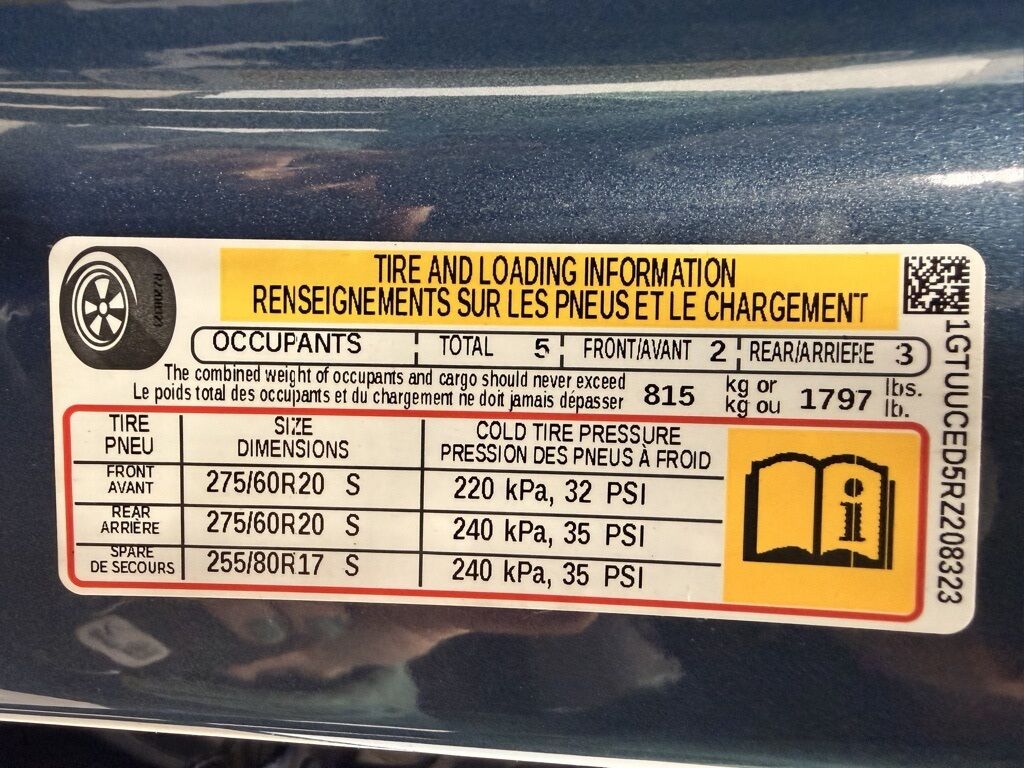 TIRE AND LOADING INFORMATION
RENSEIGNEMENTS SUR LES PNEUS ET LE CHARGEMENT
OCCUPANTS TOTAL 5 FRONT/AVANT 2 REAR/ARRIERE 3
The combined weight of occupants and cargo should never exceed 815 kg or 1797 lbs.
Le poids total des occupants et du chargement ne doit jamais dépasser kg ou lb.
TIRE SIZE COLD TIRE PRESSURE
PNEU DIMENSIONS PRESSION DES PNEUS À FROID
FRONT
AVANT 275/60R20 S 220 kPa, 32 PSI
REAR
ARRIÈRE 275/60R20 S 240 kPa, 35 PSI
SPARE
DE SECOURS 255/80R17 S 240 kPa, 35 PSI
i
1GTUUCED5RZ208323